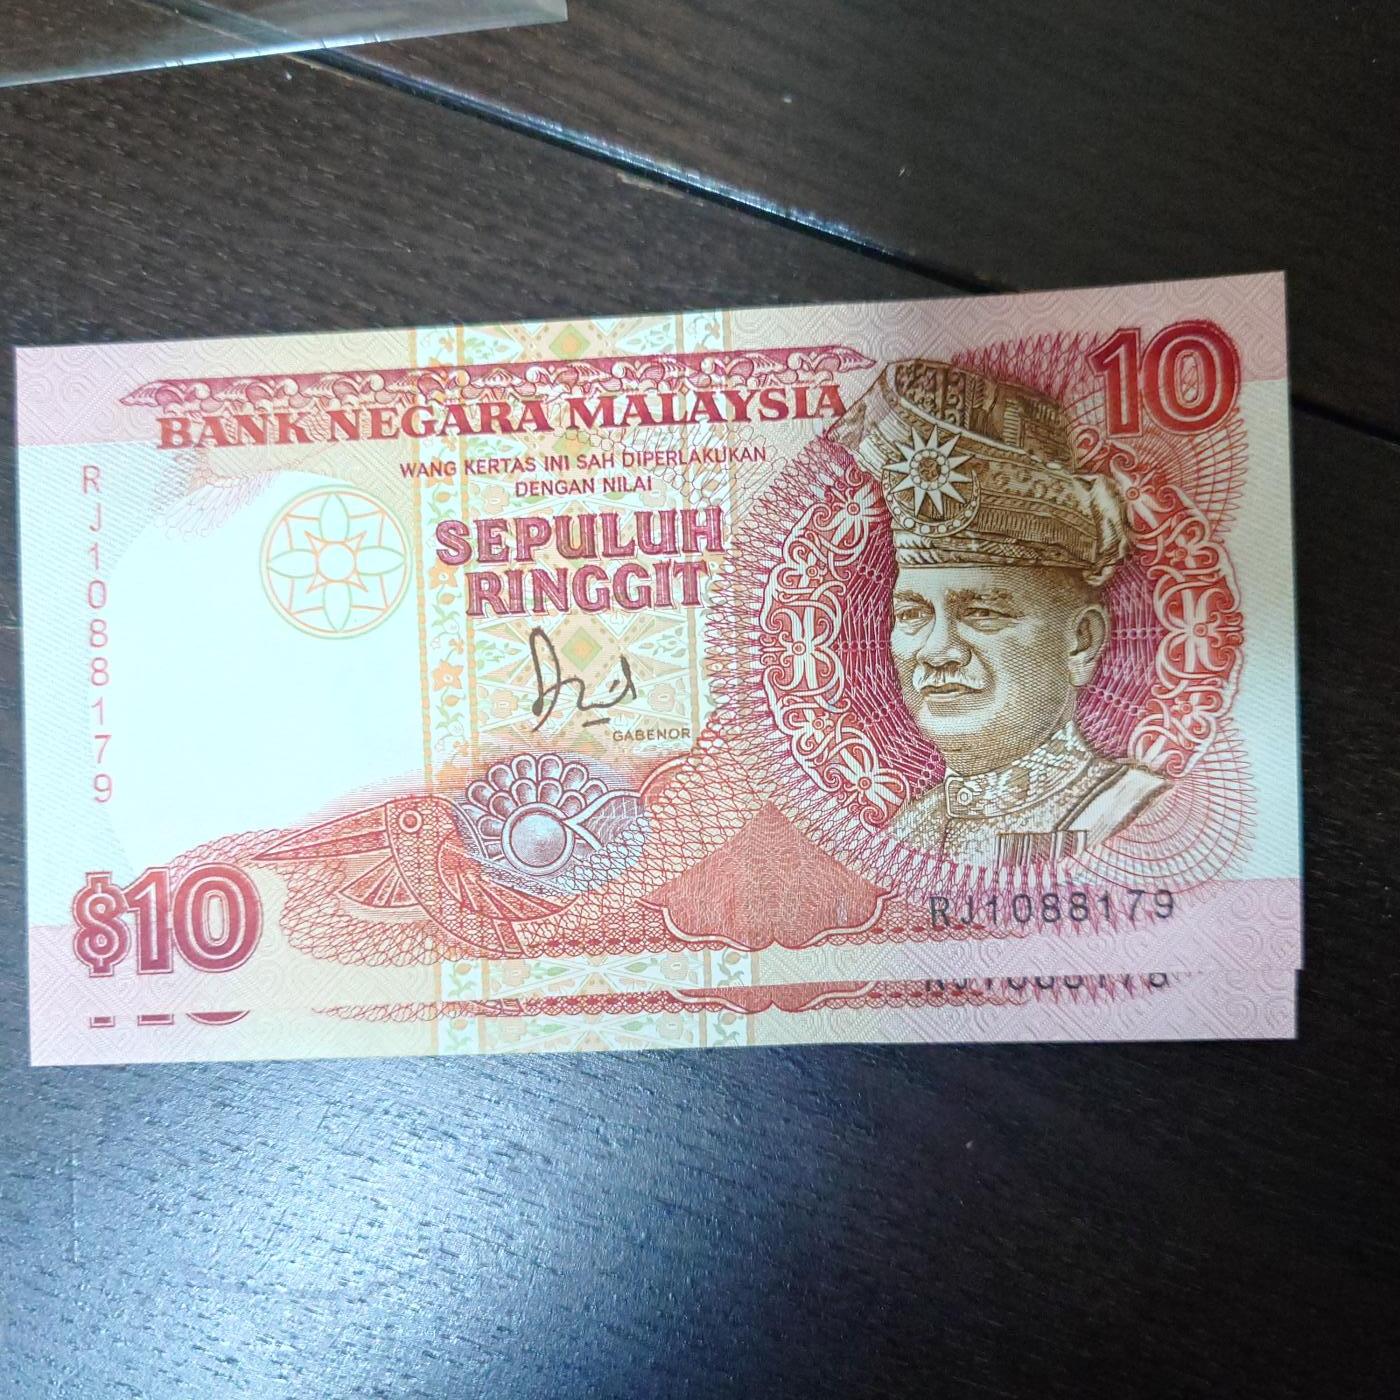 BANK NEGARA MALAYSIA
10
WANG KERTAS INI SAH DIPERLAKUKAN
DENGAN NILAI
SEPULUH
RINGGIT
GABENOR
RJ1088179
$10
RJ1088179